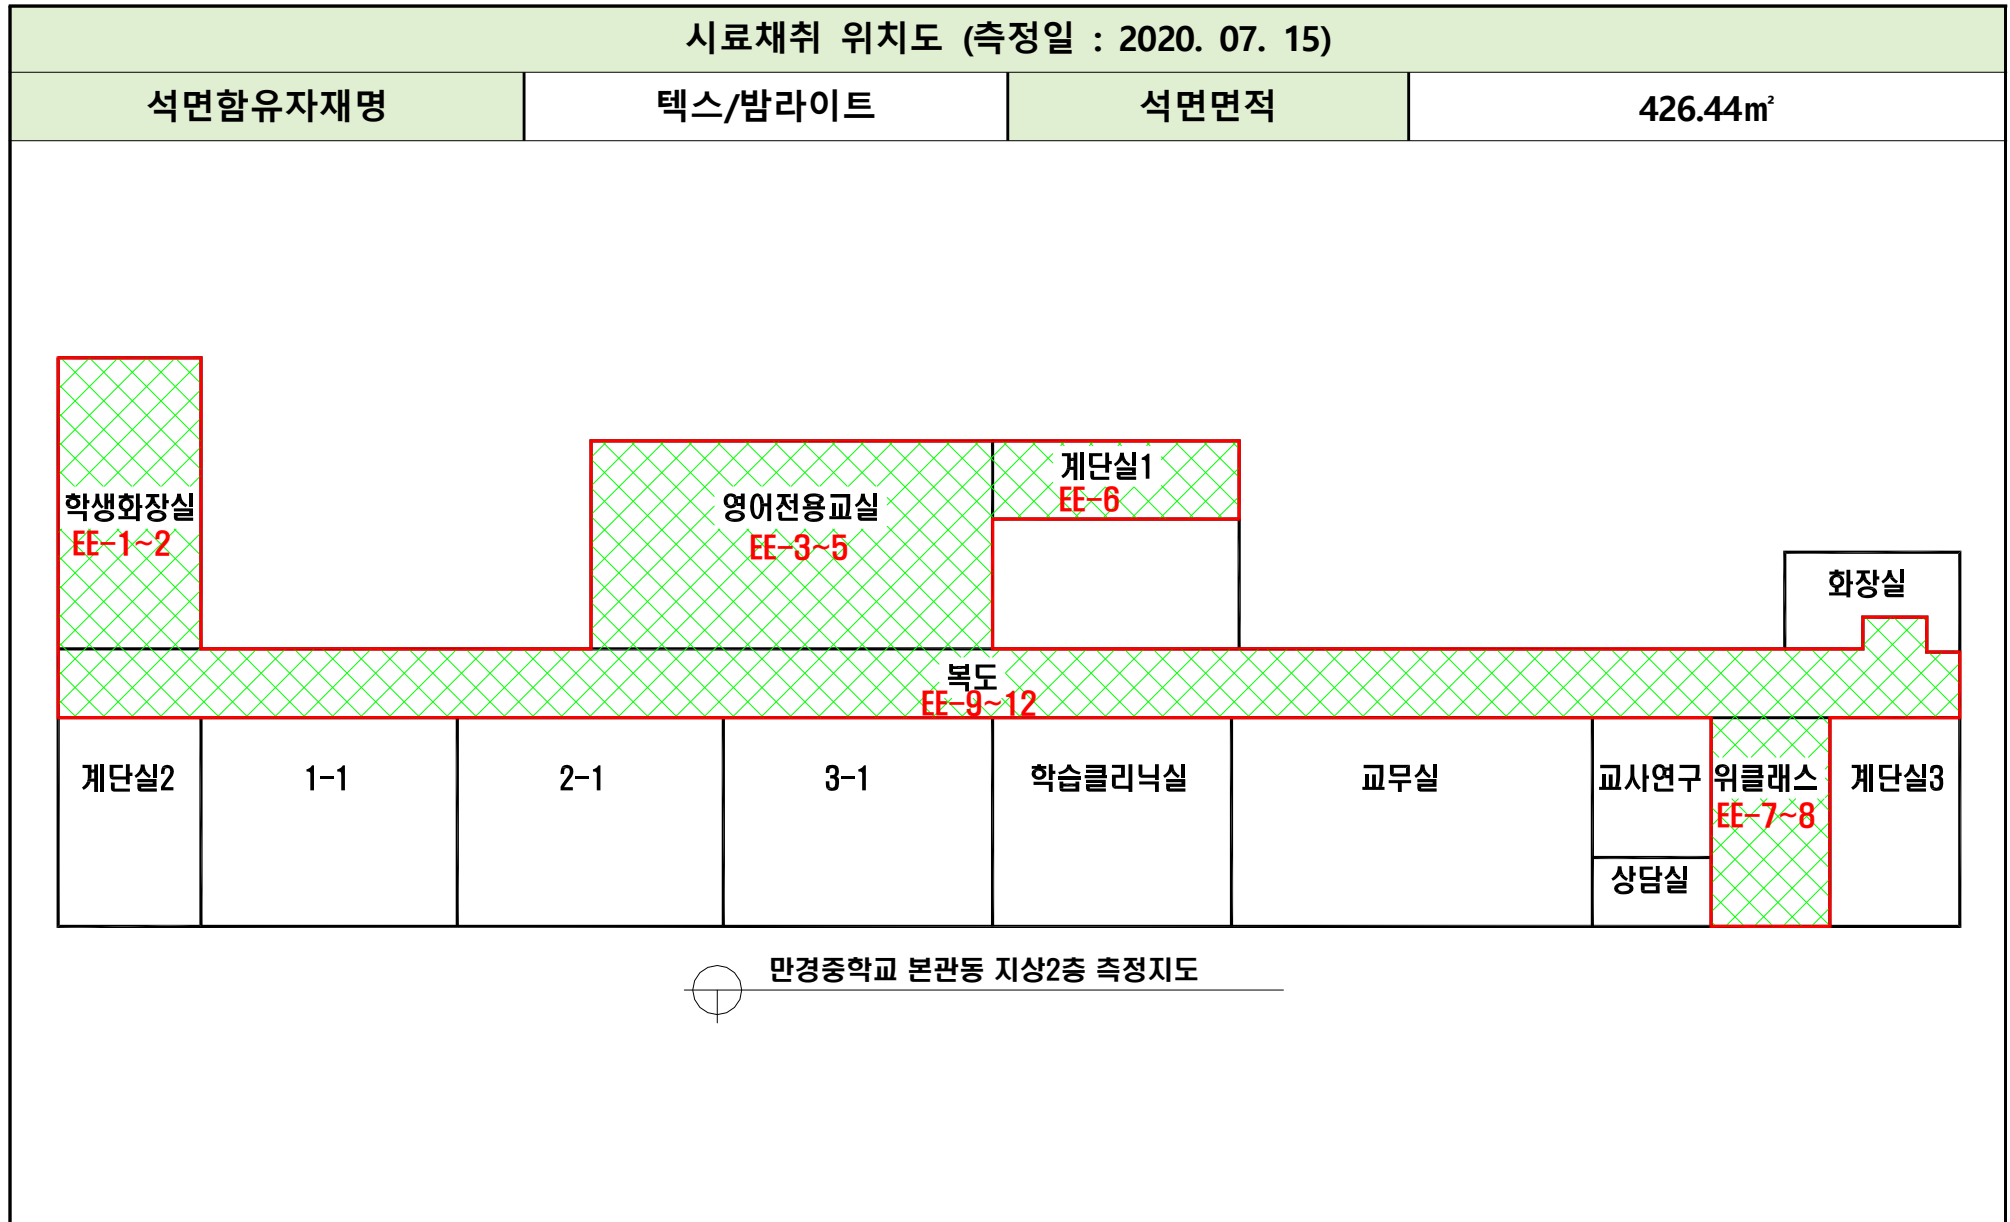 시료채취 위치도 (측정일 : 2020. 07. 15)
석면함유자재명 텍스/밤라이트 석면면적 426.44㎡
계단실1
EE-6
학생화장실 영어전용교실
EE-1~2 EE-3~5
화장실
복도
EE-9~12
계단실2 1-1 2-1 3-1 학습클리닉실 교무실 교사연구 위클래스 계단실3
EE-7~8
상담실
만경중학교 본관동 지상2층 측정지도